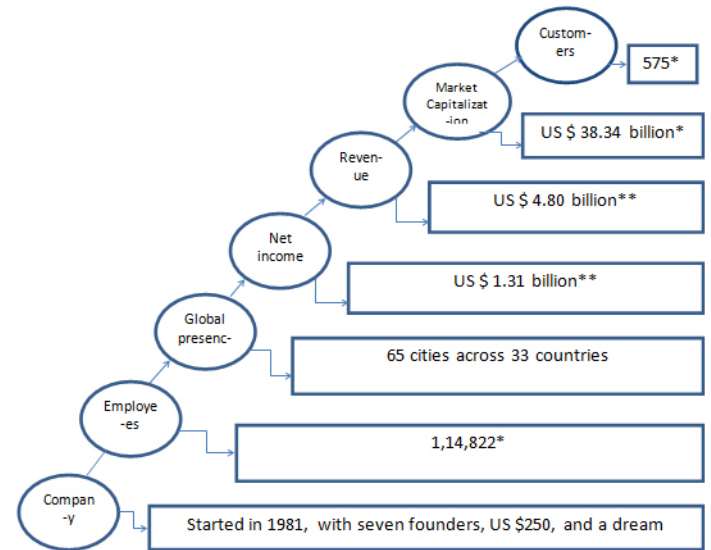 Custom-
ers
575*
Market
Capitalizat
-ion
US $ 38.34 billion*
Reven-
ue
US $ 4.80 billion**
Net
income
US $ 1.31 billion**
Global
presenc-
65 cities across 33 countries
Employe
-es
1,14,822*
Compan
-y
Started in 1981, with seven founders, US $250, and a dream